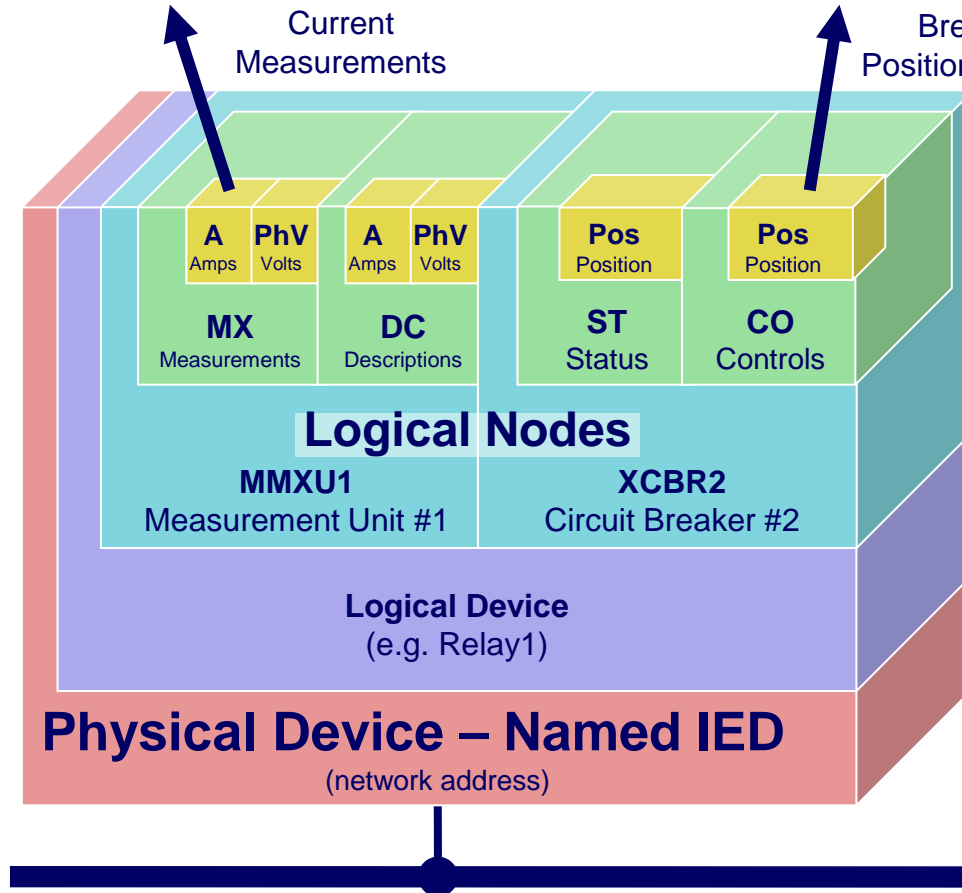 Current
Measurements
Bre
Position
A
Amps
PhV
Volts
A
Amps
PhV
Volts
Pos
Position
Pos
Position
MX
Measurements
DC
Descriptions
ST
Status
CO
Controls
Logical Nodes
MMXU1
Measurement Unit #1
XCBR2
Circuit Breaker #2
Logical Device
(e.g. Relay1)
Physical Device – Named IED
(network address)